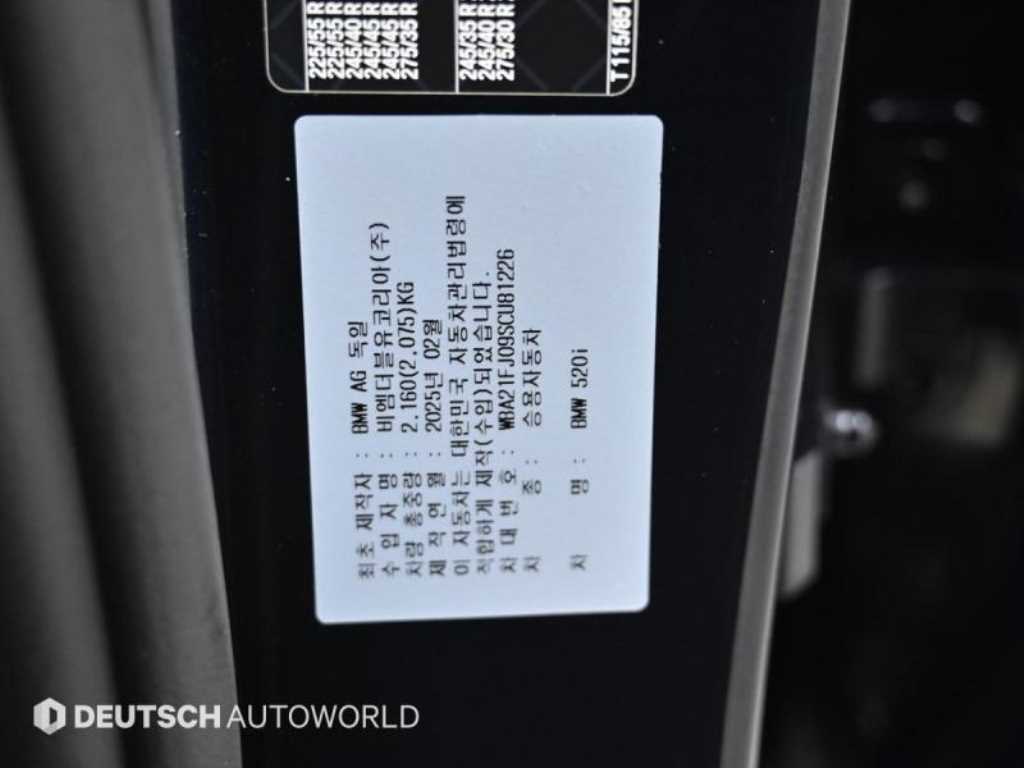 225/55 R
225/55 R
245/40 R
245/45 R
245/45 R
275/35 R
245/35 R
245/40 R
275/30 R
T 115/85
최초 제작자 : BMW AG 독일
수 입 자 명 : 비엠더블유코리아(주)
차량 총중량 : 2,160(2,075)KG
제 작 연 월 : 2025년 02월
이 자동차는 대한민국 자동차관리법령에
적합하게 제작(수입)되었습니다.
차 대 번 호 : WBA21FJ09SCU81226
차 종 : 승용자동차
차 명 : BMW 520i
DEUTSCH AUTOWORLD